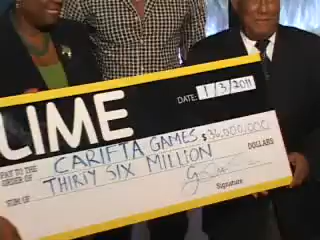 LIME
DATE: 1/3/2011
PAY TO THE
ORDER OF CARIFTA GAMES $36,000,000
SUM OF THIRTY SIX MILLION DOLLARS
Signature